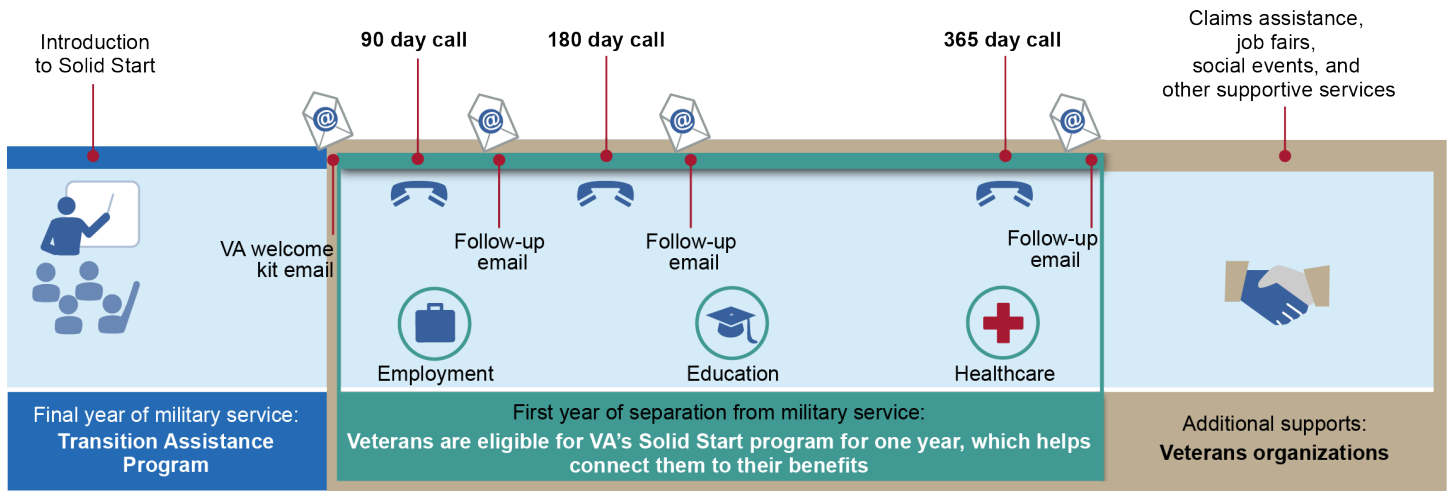 Introduction
to Solid Start
90 day call
180 day call
365 day call
Claims assistance,
job fairs,
social events, and
other supportive services
@
@
@
@
VA welcome
kit email
Follow-up
email
Follow-up
email
Follow-up
email
Employment
Education
Healthcare
Final year of military service:
Transition Assistance
Program
First year of separation from military service:
Veterans are eligible for VA's Solid Start program for one year, which helps
connect them to their benefits
Additional supports:
Veterans organizations